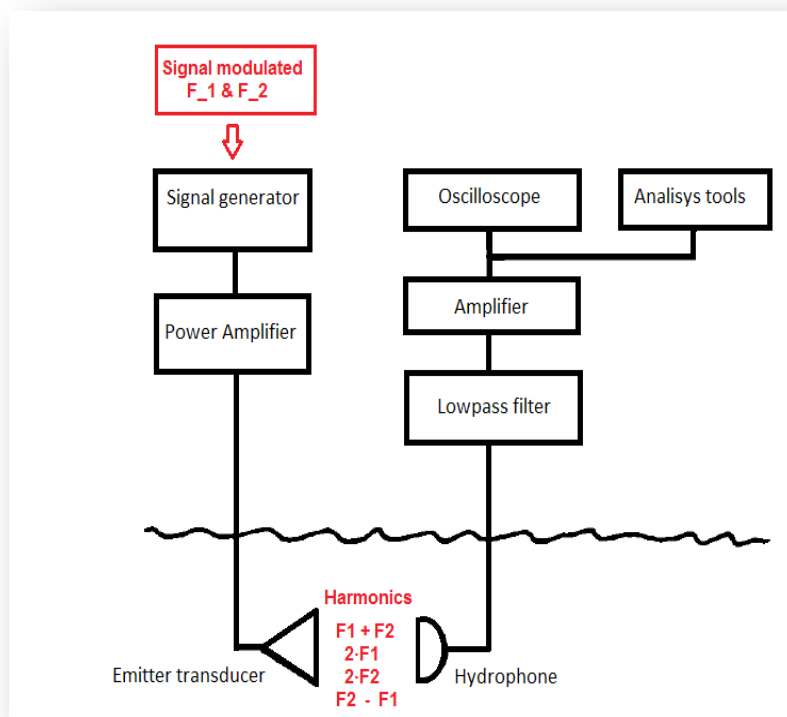 Signal modulated
F_1 & F_2
Signal generator
Oscilloscope
Analisys tools
Power Amplifier
Amplifier
Lowpass filter
Harmonics
F1 + F2
2·F1
2·F2
F2 - F1
Emitter transducer
Hydrophone